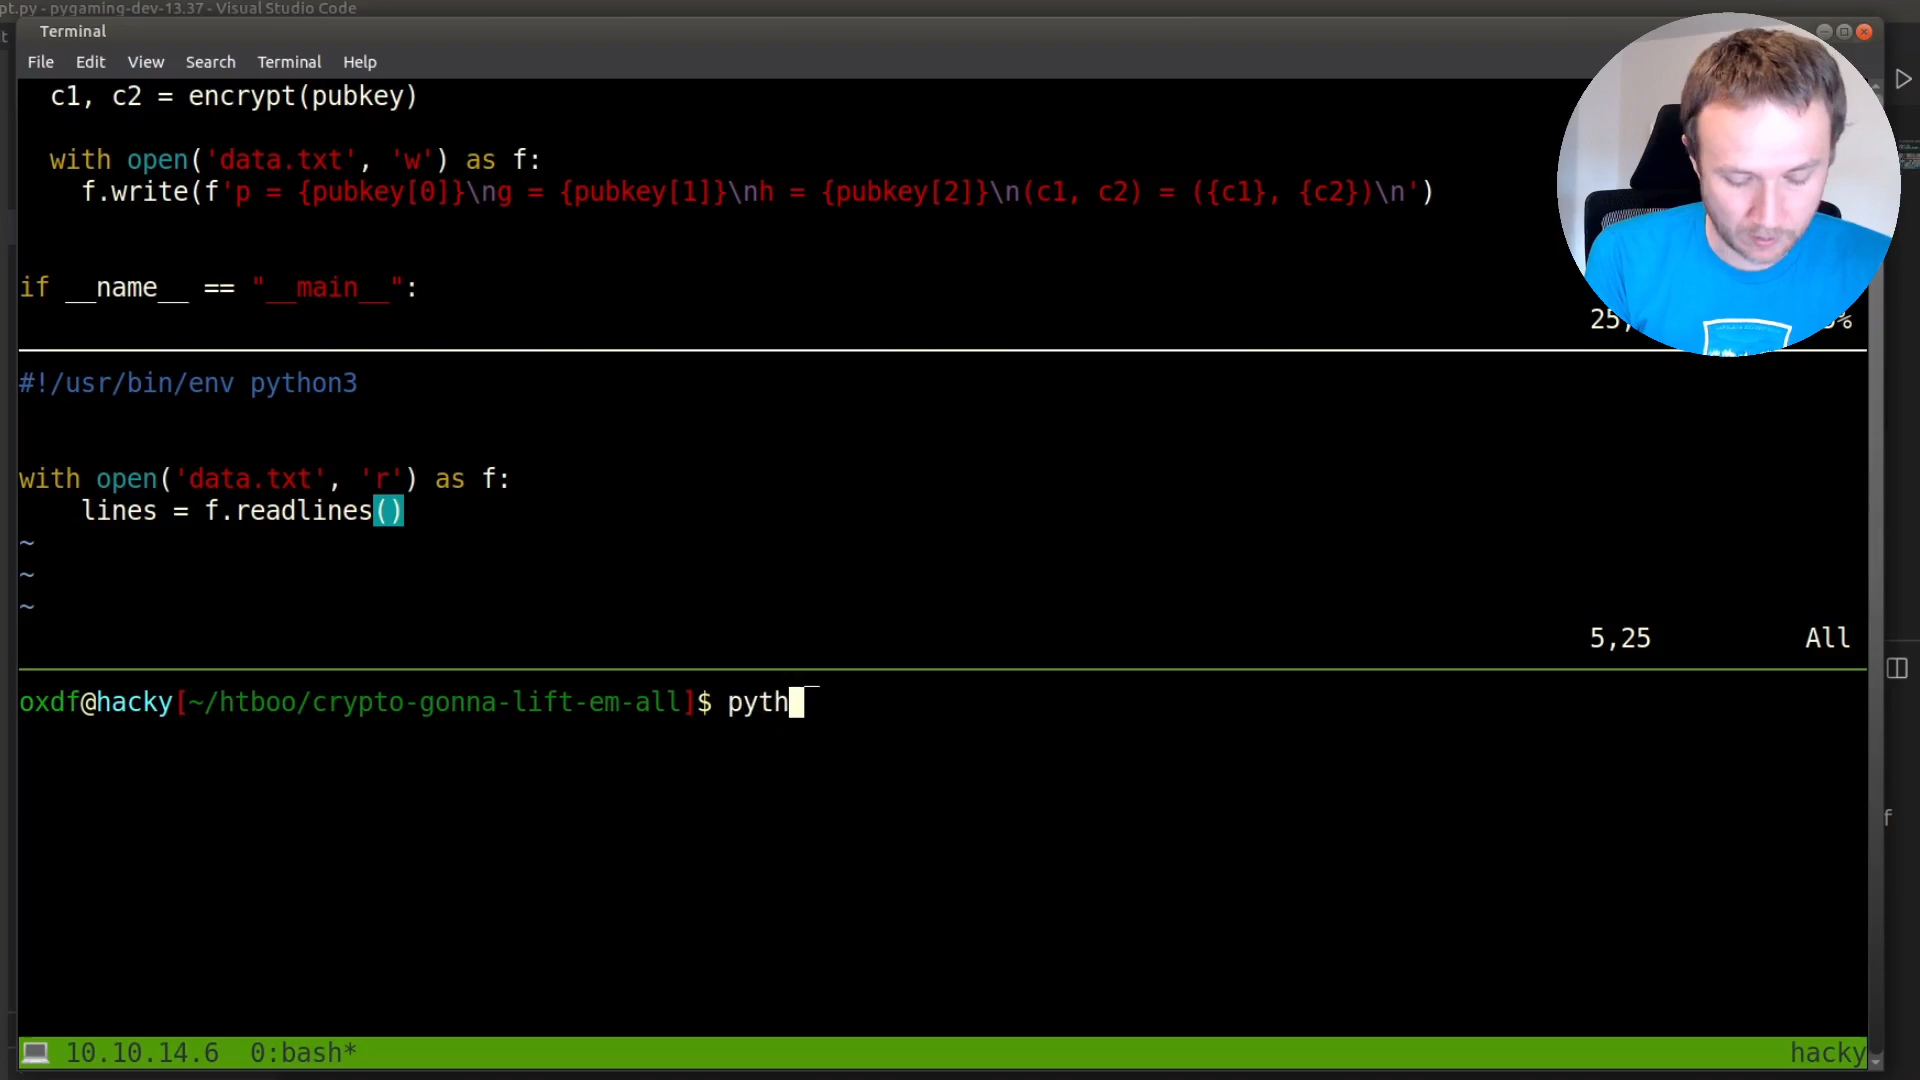 pt.py - pygaming-dev-13.37 - Visual Studio Code
Terminal
File Edit View Search Terminal Help
c1, c2 = encrypt(pubkey)
with open('data.txt', 'w') as f:
f.write(f'p = {pubkey[0]}\ng = {pubkey[1]}\nh = {pubkey[2]}\n(c1, c2) = ({c1}, {c2})\n')
if __name__ == "__main__":
25,
%
#!/usr/bin/env python3
with open('data.txt', 'r') as f:
lines = f.readlines()
~
~
~
5,25 All
oxdf@hacky[~/htboo/crypto-gonna-lift-em-all]$ pyth
f
10.10.14.6 0:bash* hacky